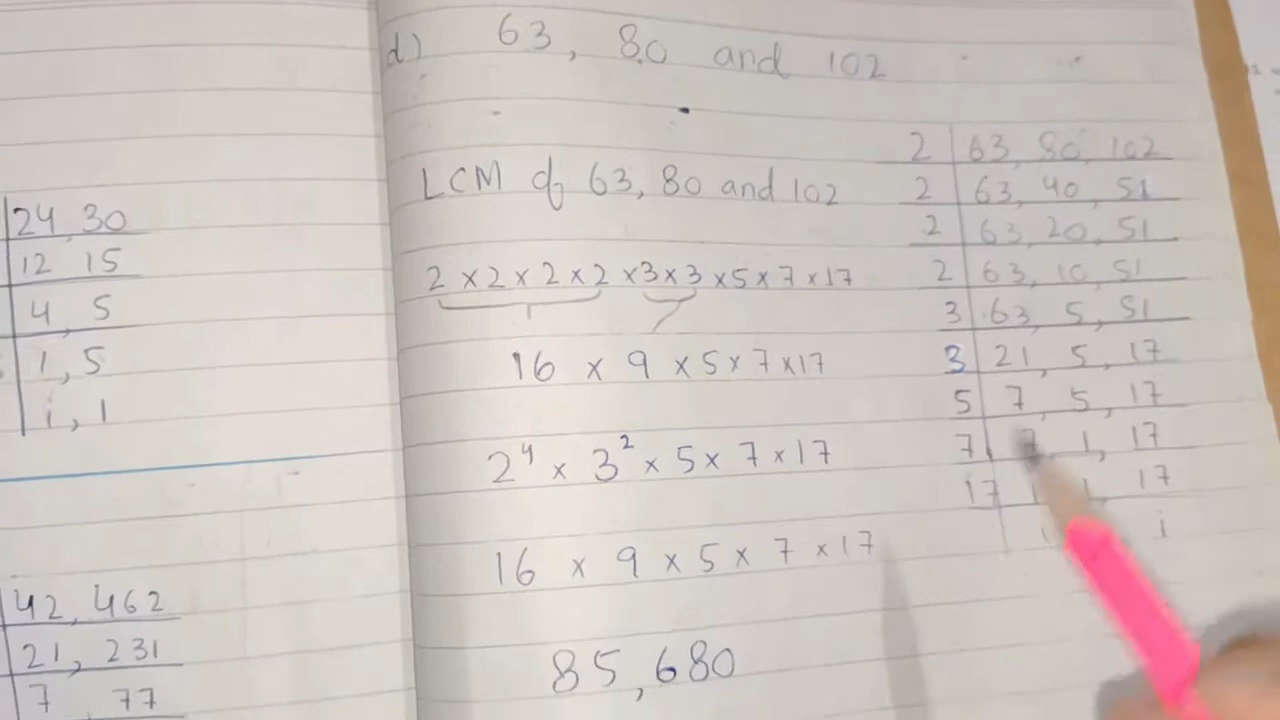 24, 30
12 15
4, 5
1, 5
1, 1
42, 462
21, 231
7 77
d) 63, 80 and 102
LCM of 63, 80 and 102
2 × 2 × 2 × 2 × 3 × 3 × 5 × 7 × 17
16 × 9 × 5 × 7 × 17
2⁴ × 3² × 5 × 7 × 17
16 × 9 × 5 × 7 × 17
85,680
2 63, 80, 102
2 63, 40, 51
2 63, 20, 51
2 63, 10, 51
3 63, 5, 51
3 21, 5, 17
5 7, 5, 17
7 7, 1, 17
17 1, 1, 17
1 1